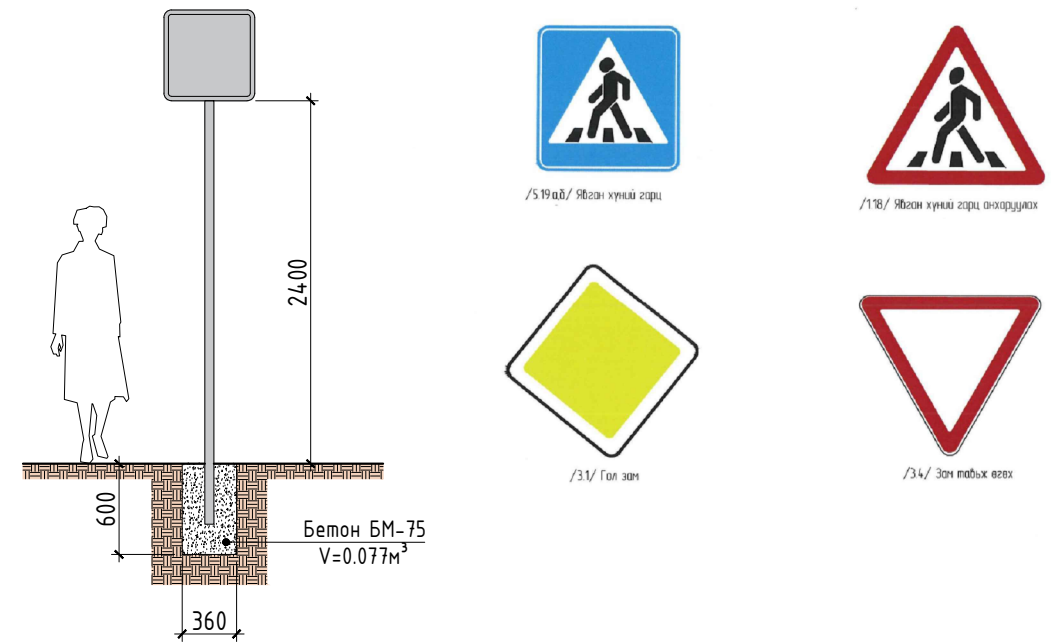 2400
600
360
Бетон БМ-75
V=0.077м³
/5.19 а,б/ Явган хүний гарц
/1.18/ Явган хүний гарц анхааруулах
/3.1/ Гол зам
/3.4/ Зам тавьж өгөх